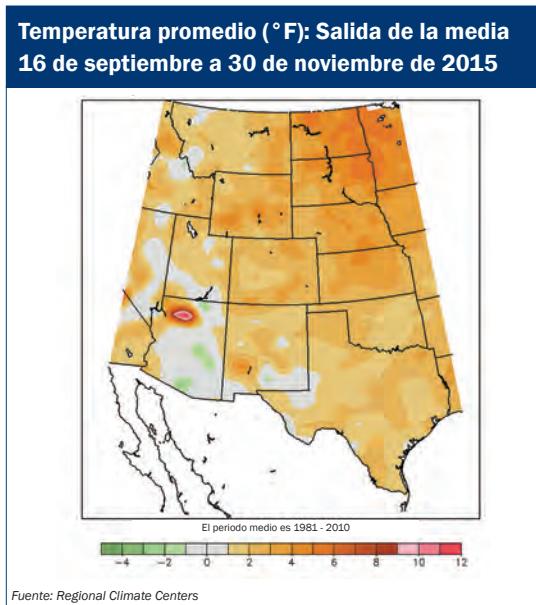 Temperatura promedio (°F): Salida de la media
16 de septiembre a 30 de noviembre de 2015
El periodo medio es 1981 - 2010
−4 −2 0 2 4 6 8 10 12
Fuente: Regional Climate Centers